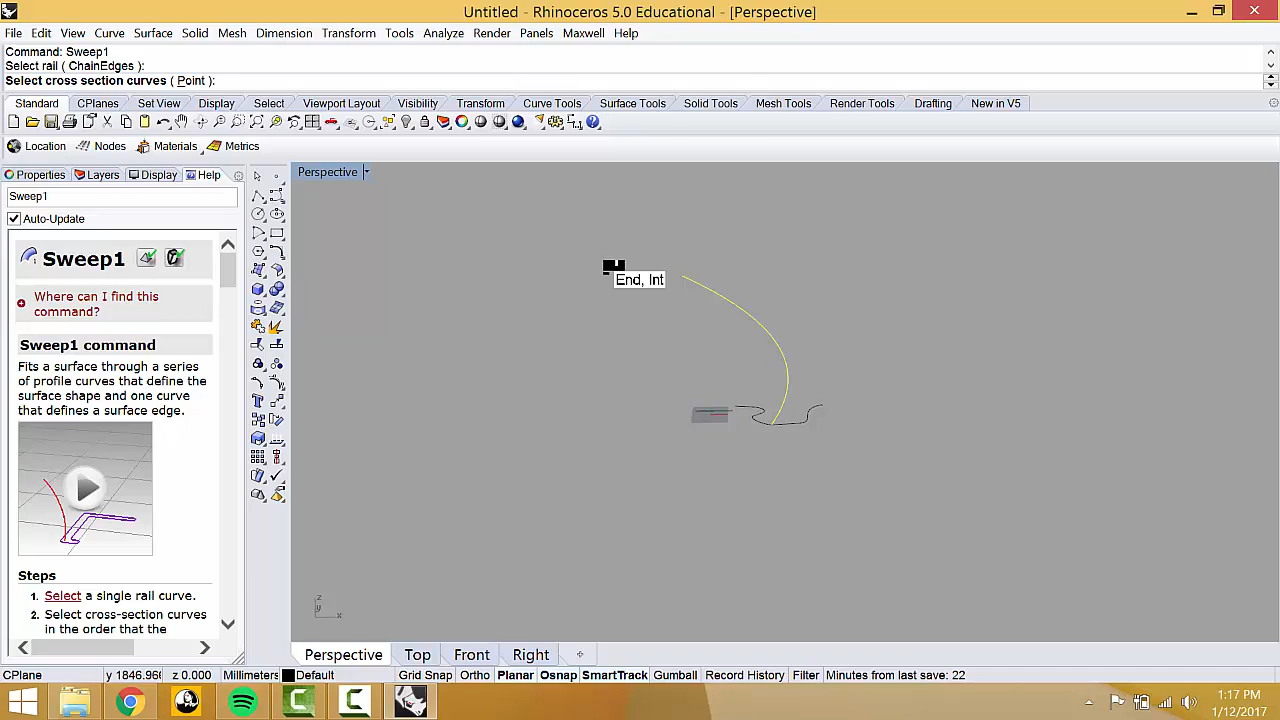 Untitled - Rhinoceros 5.0 Educational - [Perspective]
File Edit View Curve Surface Solid Mesh Dimension Transform Tools Analyze Render Panels Maxwell Help
Command: Sweep1
Select rail ( ChainEdges ):
Select cross section curves ( Point ):
Standard CPlanes Set View Display Select Viewport Layout Visibility Transform Curve Tools Surface Tools Solid Tools Mesh Tools Render Tools Drafting New in V5
Location Nodes Materials Metrics
Properties Layers Display Help
Perspective
Sweep1
Auto-Update
Sweep1
Where can I find this
command?
End, Int
Sweep1 command
Fits a surface through a series
of profile curves that define the
surface shape and one curve
that defines a surface edge.
Steps
1. Select a single rail curve.
2. Select cross-section curves
in the order that the
z
y
x
Perspective Top Front Right
CPlane y 1846.96 z 0.000 Millimeters Default Grid Snap Ortho Planar Osnap SmartTrack Gumball Record History Filter Minutes from last save: 22
1:17 PM
1/12/2017